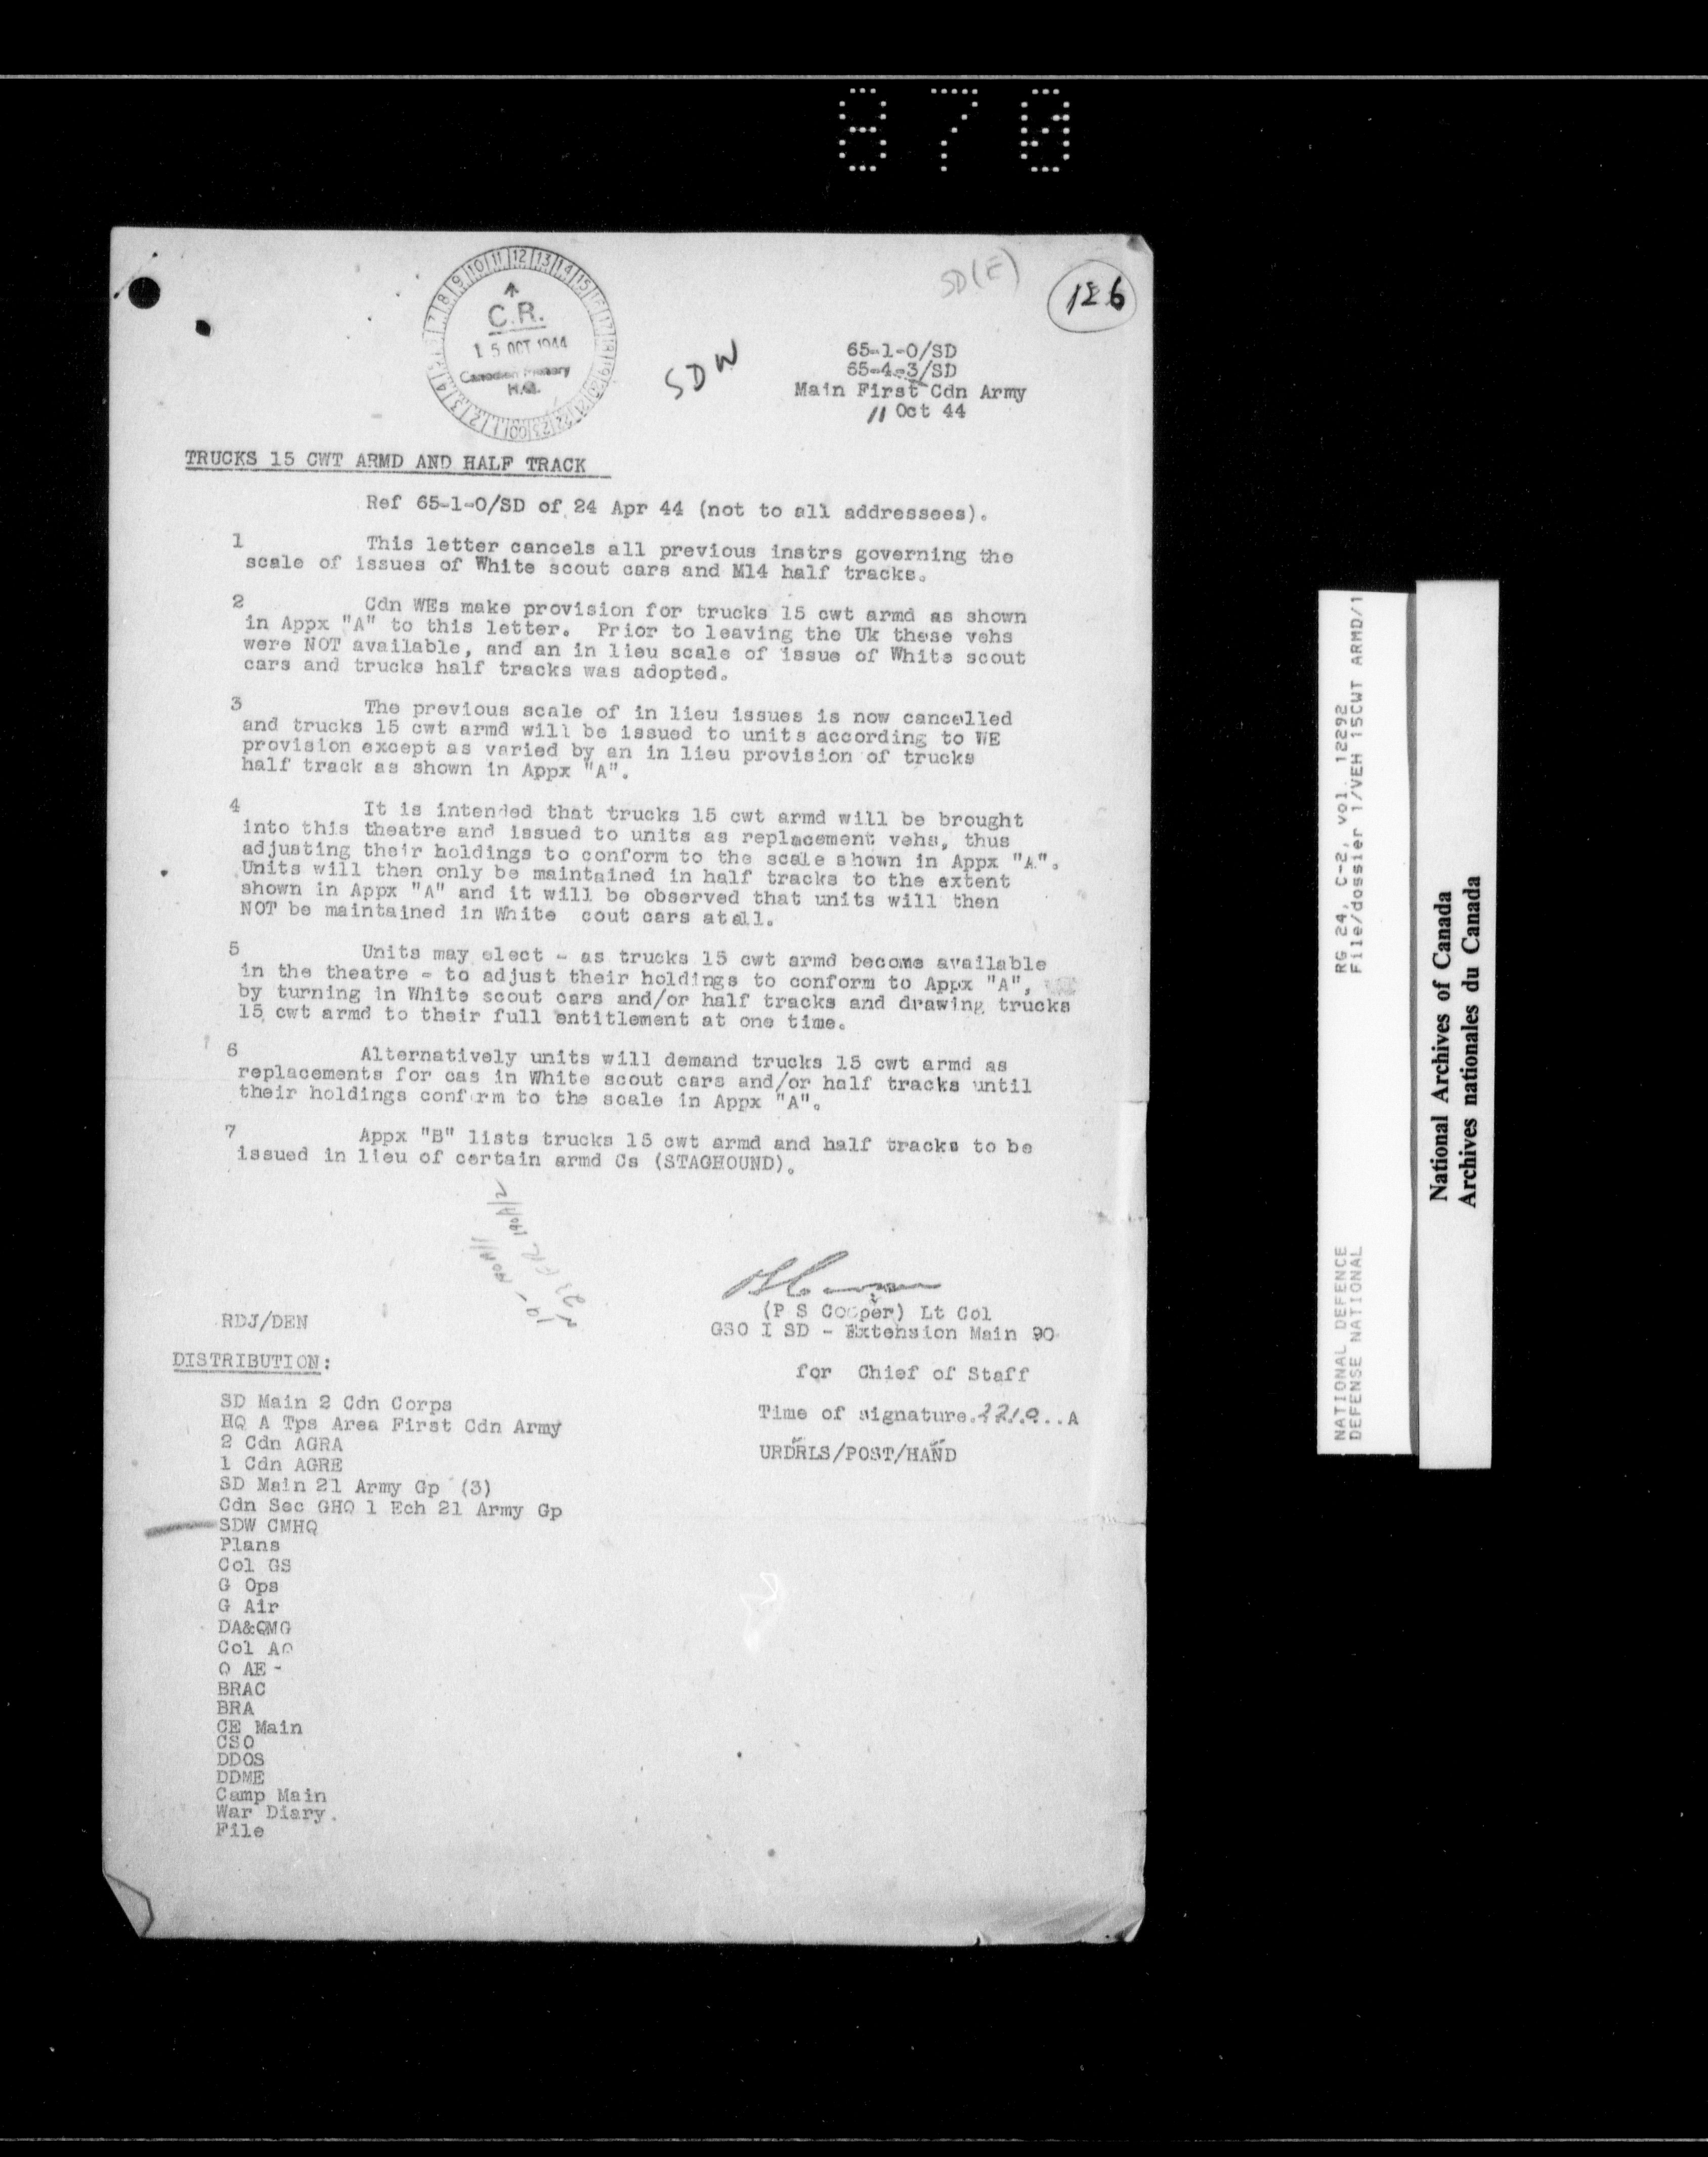 870
SD(E)
126
C.R.
15 OCT 1944
Canadian Military
H.Q.
SDW
65-1-0/SD
65-4-3/SD
Main First Cdn Army
11 Oct 44
TRUCKS 15 CWT ARMD AND HALF TRACK
Ref 65-1-0/SD of 24 Apr 44 (not to all addressees).
1 This letter cancels all previous instrs governing the
scale of issues of White scout cars and M14 half tracks.
2 Cdn WEs make provision for trucks 15 cwt armd as shown
in Appx "A" to this letter. Prior to leaving the Uk these vehs
were NOT available, and an in lieu scale of issue of White scout
cars and trucks half tracks was adopted.
3 The previous scale of in lieu issues is now cancelled
and trucks 15 cwt armd will be issued to units according to WE
provision except as varied by an in lieu provision of trucks
half track as shown in Appx "A".
4 It is intended that trucks 15 cwt armd will be brought
into this theatre and issued to units as replacement vehs, thus
adjusting their holdings to conform to the scale shown in Appx "A".
Units will then only be maintained in half tracks to the extent
shown in Appx "A" and it will be observed that units will then
NOT be maintained in White cout cars atall.
5 Units may elect - as trucks 15 cwt armd become available
in the theatre - to adjust their holdings to conform to Appx "A",
by turning in White scout cars and/or half tracks and drawing trucks
15 cwt armd to their full entitlement at one time.
6 Alternatively units will demand trucks 15 cwt armd as
replacements for cas in White scout cars and/or half tracks until
their holdings conf rm to the scale in Appx "A".
7 Appx "B" lists trucks 15 cwt armd and half tracks to be
issued in lieu of certain armd Cs (STAGHOUND).
(P S Cooper) Lt Col
GSO I SD - Extension Main 90
for Chief of Staff
Time of signature.2210..A
URDRLS/POST/HAND
RDJ/DEN
DISTRIBUTION:
SD Main 2 Cdn Corps
HQ A Tps Area First Cdn Army
2 Cdn AGRA
1 Cdn AGRE
SD Main 21 Army Gp (3)
Cdn Sec GHQ 1 Ech 21 Army Gp
SDW CMHQ
Plans
Col GS
G Ops
G Air
DA&QMG
Col AQ
Q AE -
BRAC
BRA
CE Main
CSO
DDOS
DDME
Camp Main
War Diary.
File
NATIONAL DEFENCE RG 24, C-2, vol. 12292
DEFENSE NATIONAL File/dossier 1/VEH 15CWT ARMD/1
National Archives of Canada
Archives nationales du Canada